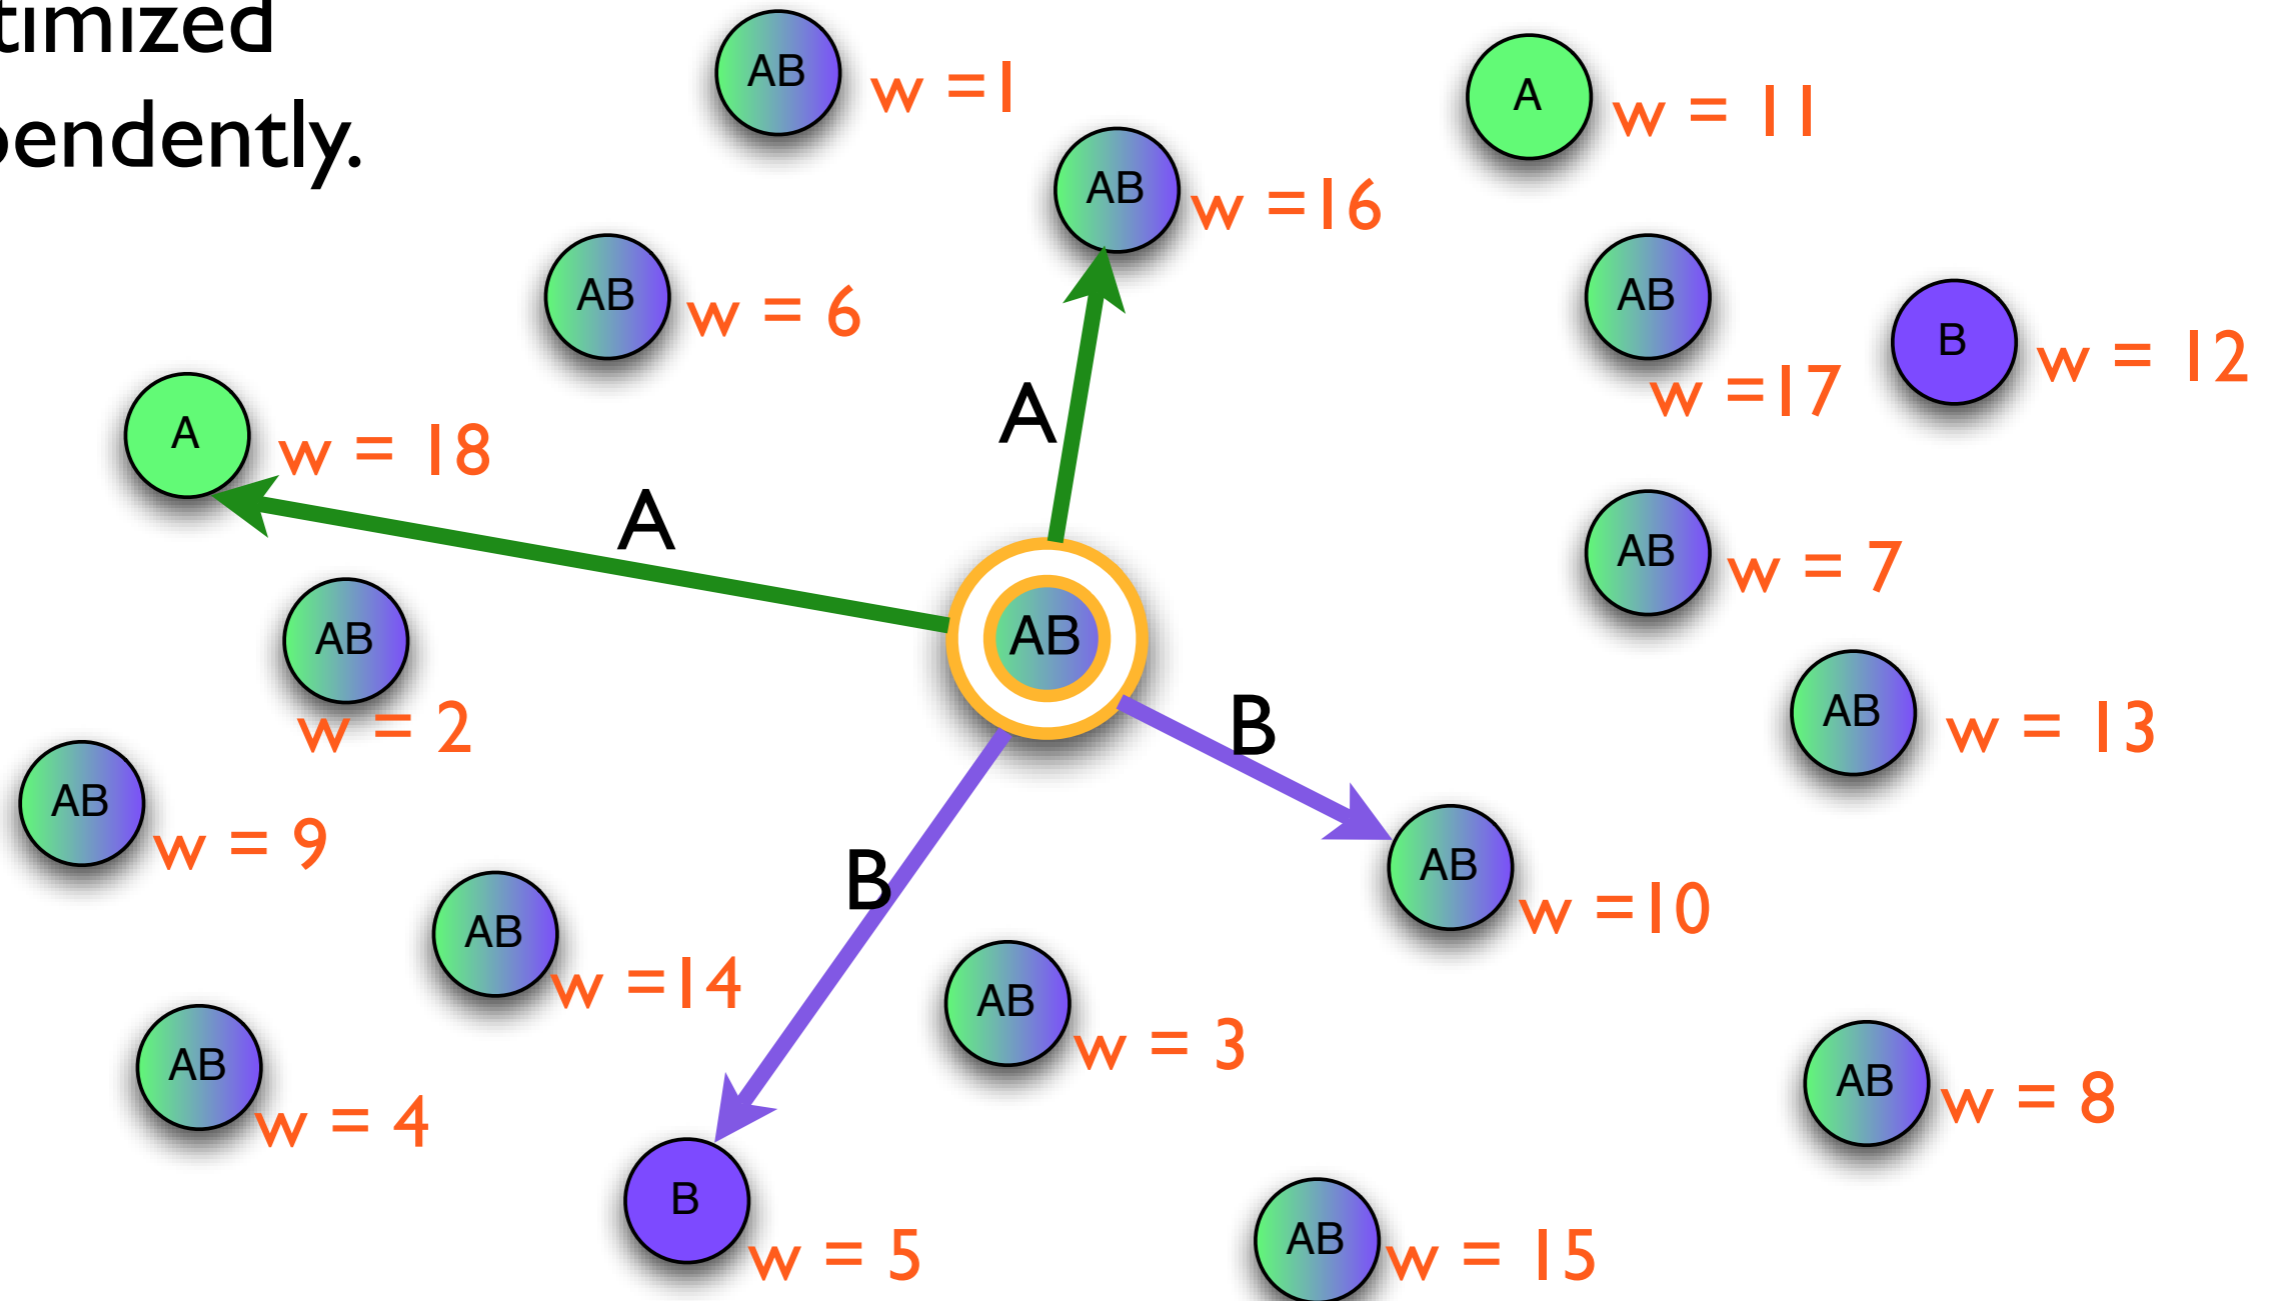 timized
pendently.
AB
w =1
A
w = 11
AB
w =16
AB
w = 6
AB
w =17
B
w = 12
A
w = 18
A
A
AB
w = 7
AB
w = 2
AB
B
AB
w = 13
AB
w = 9
B
AB
w =10
AB
w =14
AB
w = 3
AB
w = 4
AB
w = 8
B
w = 5
AB
w = 15